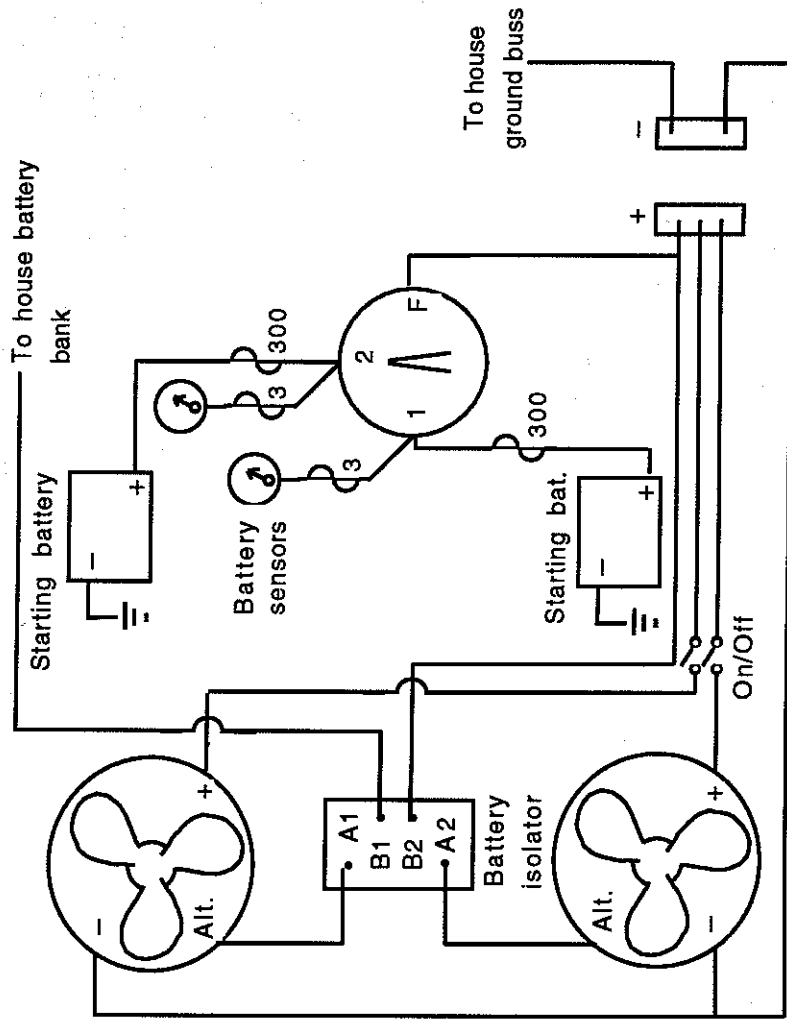 To house battery
bank
Starting battery
–
+
–
Alt.
+
Battery
sensors
3
3
300
A1
B1
B2
A2
Battery
isolator
1
2
F
To house
ground buss
Starting bat.
–
+
300
Alt.
–
+
On/Off
+
–